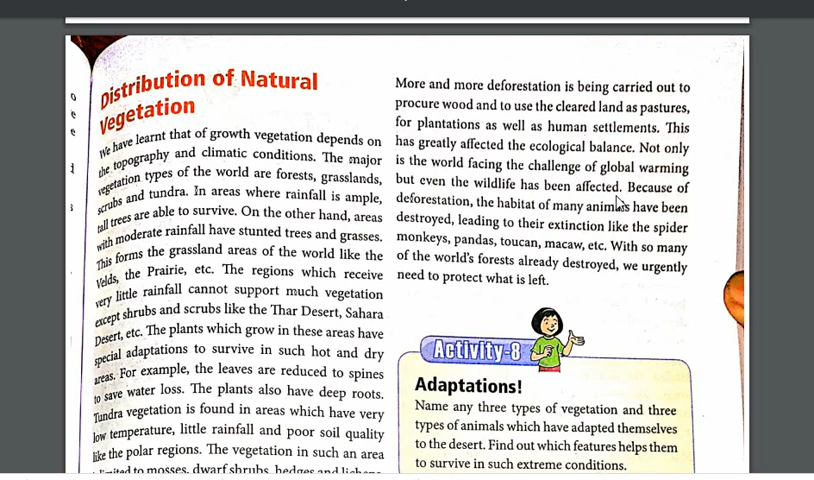 Distribution of Natural
Vegetation
We have learnt that of growth vegetation depends on
the topography and climatic conditions. The major
vegetation types of the world are forests, grasslands,
scrubs and tundra. In areas where rainfall is ample,
tall trees are able to survive. On the other hand, areas
with moderate rainfall have stunted trees and grasses.
This forms the grassland areas of the world like the
Velds, the Prairie, etc. The regions which receive
very little rainfall cannot support much vegetation
except shrubs and scrubs like the Thar Desert, Sahara
Desert, etc. The plants which grow in these areas have
special adaptations to survive in such hot and dry
areas. For example, the leaves are reduced to spines
to save water loss. The plants also have deep roots.
Tundra vegetation is found in areas which have very
low temperature, little rainfall and poor soil quality
like the polar regions. The vegetation in such an area
to mosses, dwarf shrubs, hedges and
More and more deforestation is being carried out to
procure wood and to use the cleared land as pastures,
for plantations as well as human settlements. This
has greatly affected the ecological balance. Not only
is the world facing the challenge of global warming
but even the wildlife has been affected. Because of
deforestation, the habitat of many animals have been
destroyed, leading to their extinction like the spider
monkeys, pandas, toucan, macaw, etc. With so many
of the world's forests already destroyed, we urgently
need to protect what is left.
Activity-8
Adaptations!
Name any three types of vegetation and three
types of animals which have adapted themselves
to the desert. Find out which features helps them
to survive in such extreme conditions.